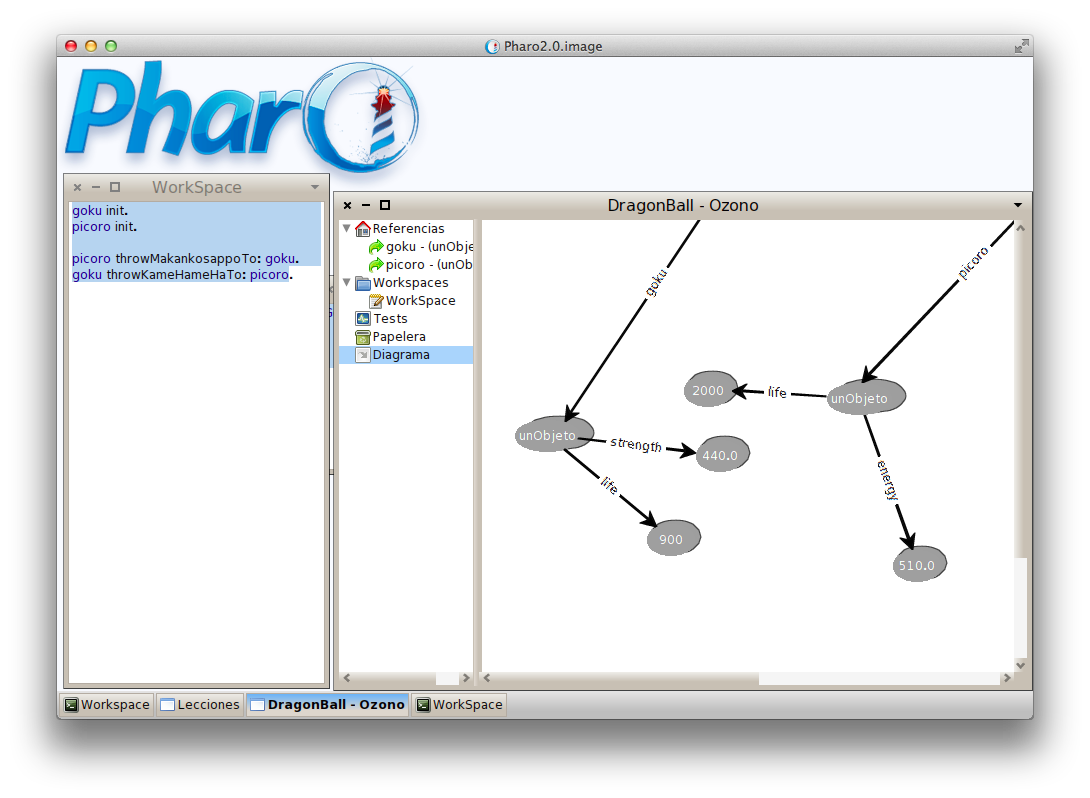 Pharo2.0.image
Pharo
WorkSpace
goku init.
picoro init.
picoro throwMakankosappoTo: goku.
goku throwKameHameHaTo: picoro.
DragonBall - Ozono
Referencias
goku - (unObje
picoro - (unOb
Workspaces
WorkSpace
Tests
Papelera
Diagrama
goku
picoro
2000
life
unObjeto
unObjeto
strength
440.0
energy
life
900
510.0
Workspace
Lecciones
DragonBall - Ozono
WorkSpace